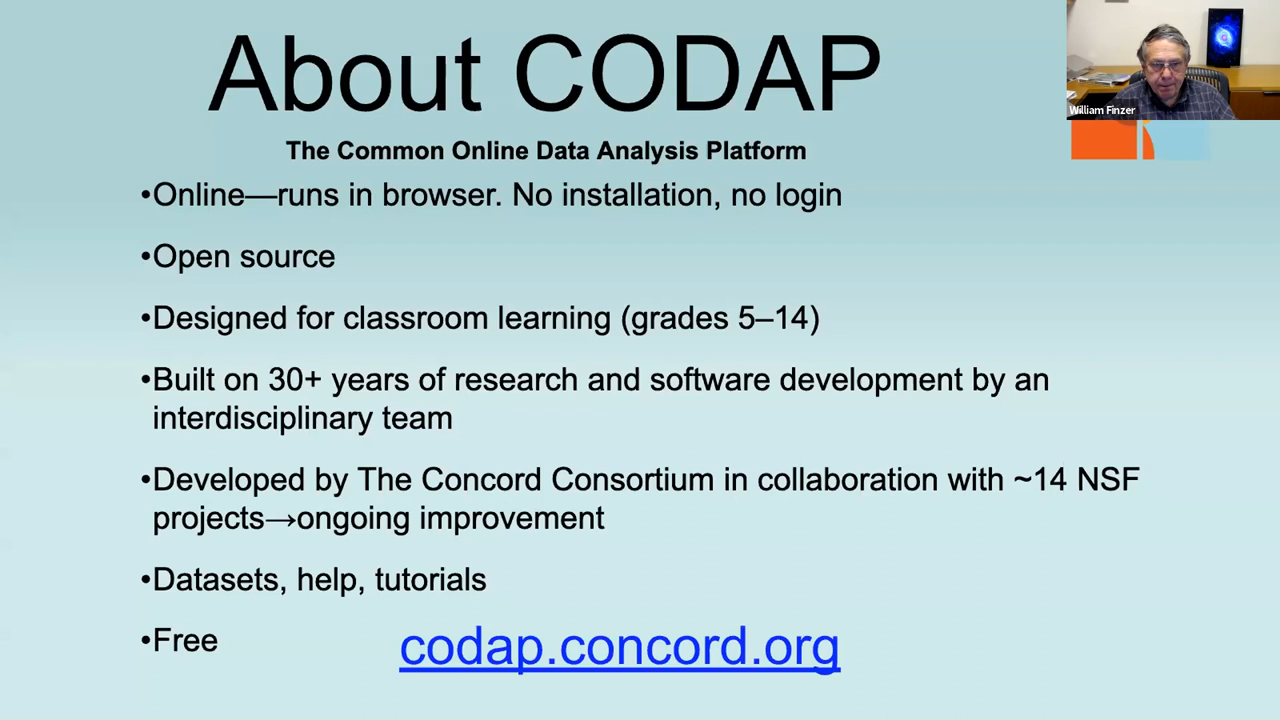 About CODAP
William Finzer
The Common Online Data Analysis Platform
•Online—runs in browser. No installation, no login
•Open source
•Designed for classroom learning (grades 5–14)
•Built on 30+ years of research and software development by an
interdisciplinary team
•Developed by The Concord Consortium in collaboration with ~14 NSF
projects→ongoing improvement
•Datasets, help, tutorials
•Free
codap.concord.org